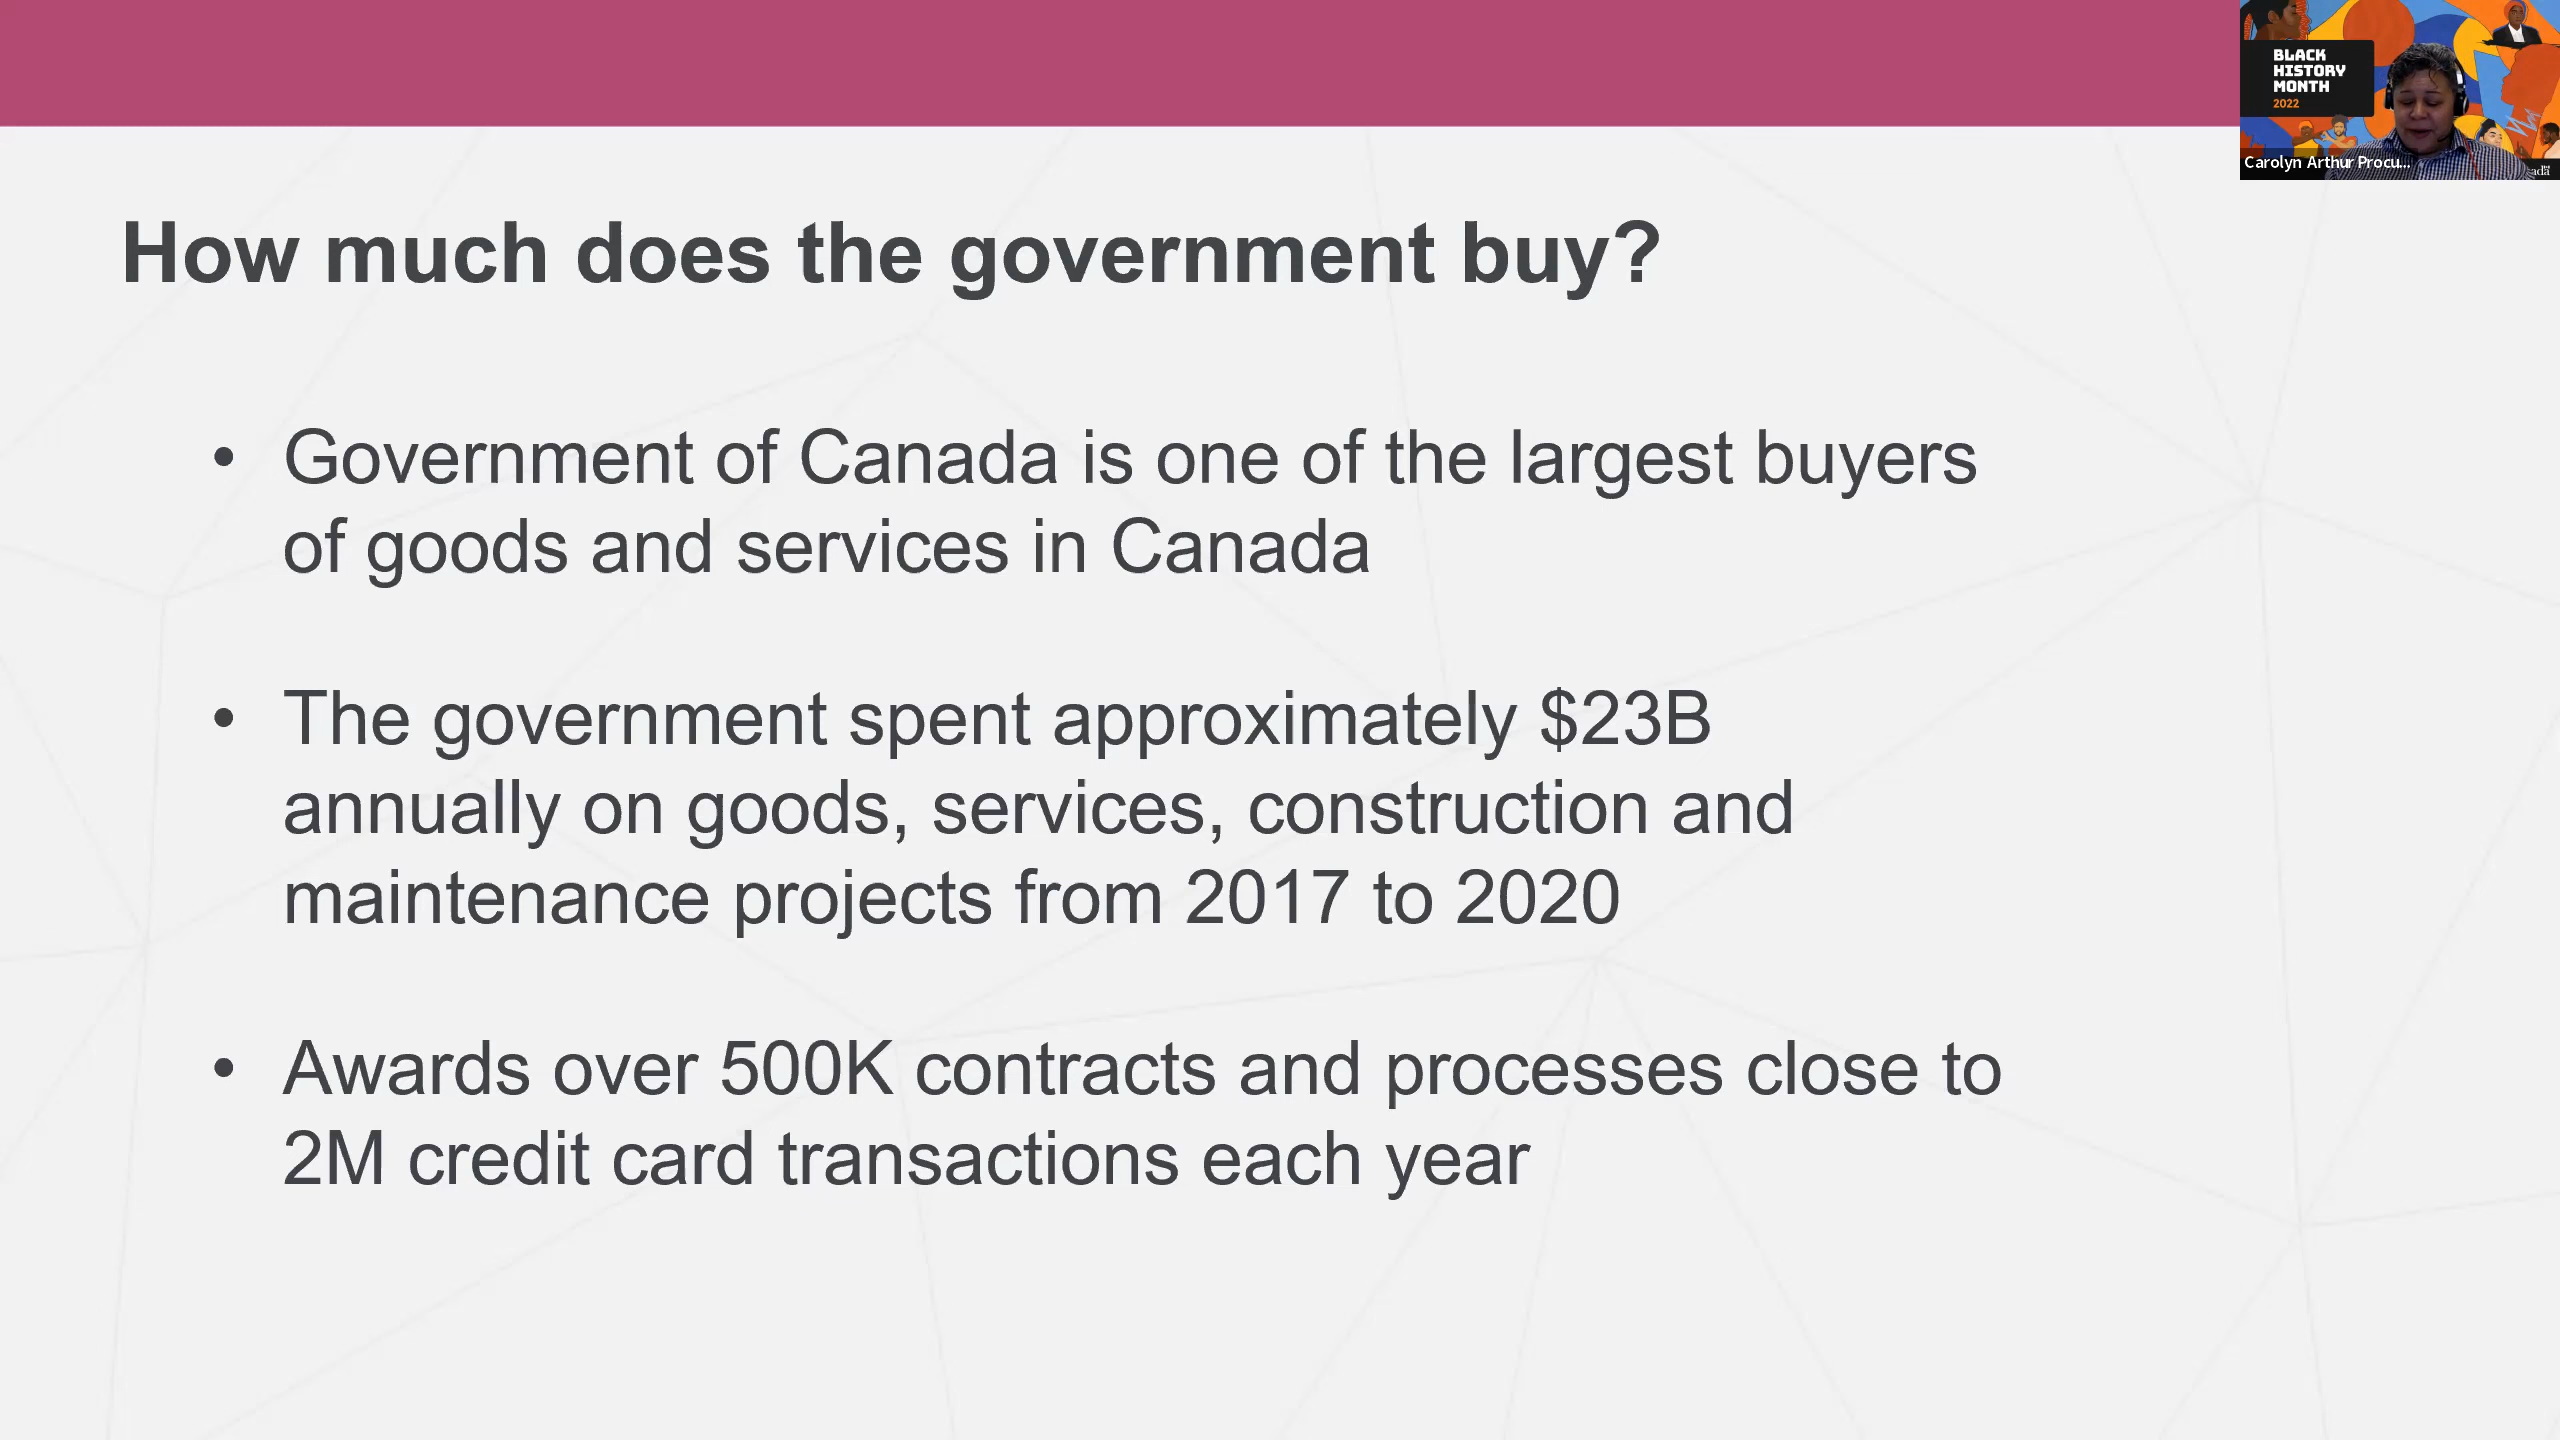 BLACK
HISTORY
MONTH
2022
Carolyn Arthur Procu...
How much does the government buy?
• Government of Canada is one of the largest buyers
of goods and services in Canada
• The government spent approximately $23B
annually on goods, services, construction and
maintenance projects from 2017 to 2020
• Awards over 500K contracts and processes close to
2M credit card transactions each year